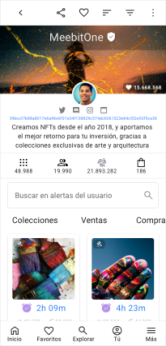 MeebitOne
15.668.568
Creamos NFTs desde el año 2018, y aportamos
el mejor retorno para tu inversión, gracias a
colecciones exclusivas de arte y arquitectura
48.988
19.990
21.893.282
186
Buscar en alertas del usuario
Colecciones
Ventas
Compra
2h 09m
4h 23m
Inicio
Favoritos
Explorar
Tú
Más